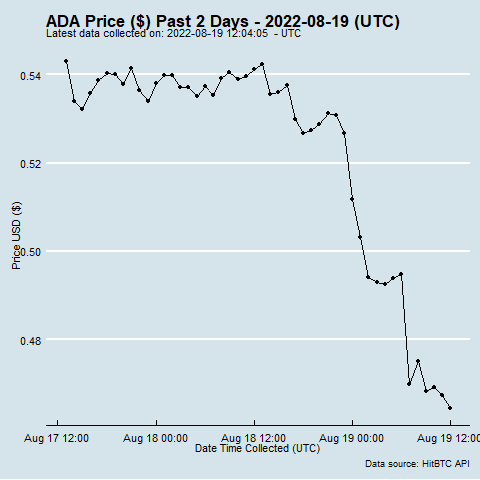 ADA Price ($) Past 2 Days - 2022-08-19 (UTC)
Latest data collected on: 2022-08-19 12:04:05 - UTC
0.54
0.52
0.50
0.48
Price USD ($)
Aug 17 12:00 Aug 18 00:00 Aug 18 12:00 Aug 19 00:00 Aug 19 12:00
Date Time Collected (UTC)
Data source: HitBTC API